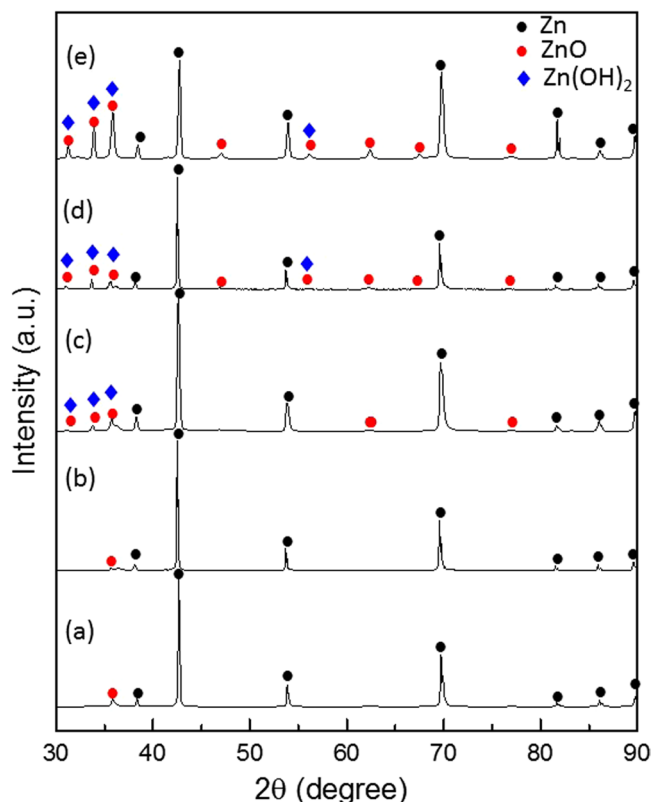 Zn
ZnO
Zn(OH)₂
(e)
(d)
(c)
(b)
(a)
Intensity (a.u.)
30 40 50 60 70 80 90
2θ (degree)